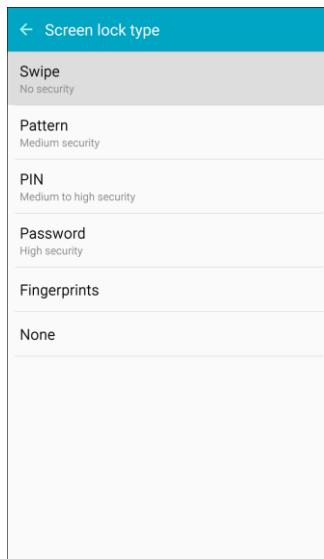 Screen lock type
Swipe
No security
Pattern
Medium security
PIN
Medium to high security
Password
High security
Fingerprints
None